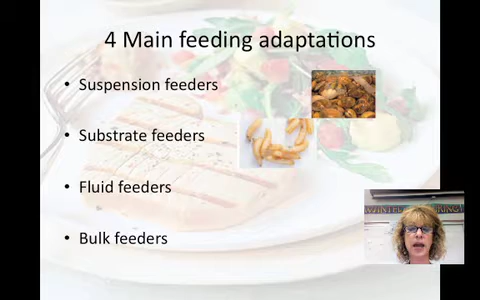 4 Main feeding adaptations
• Suspension feeders
• Substrate feeders
• Fluid feeders
• Bulk feeders